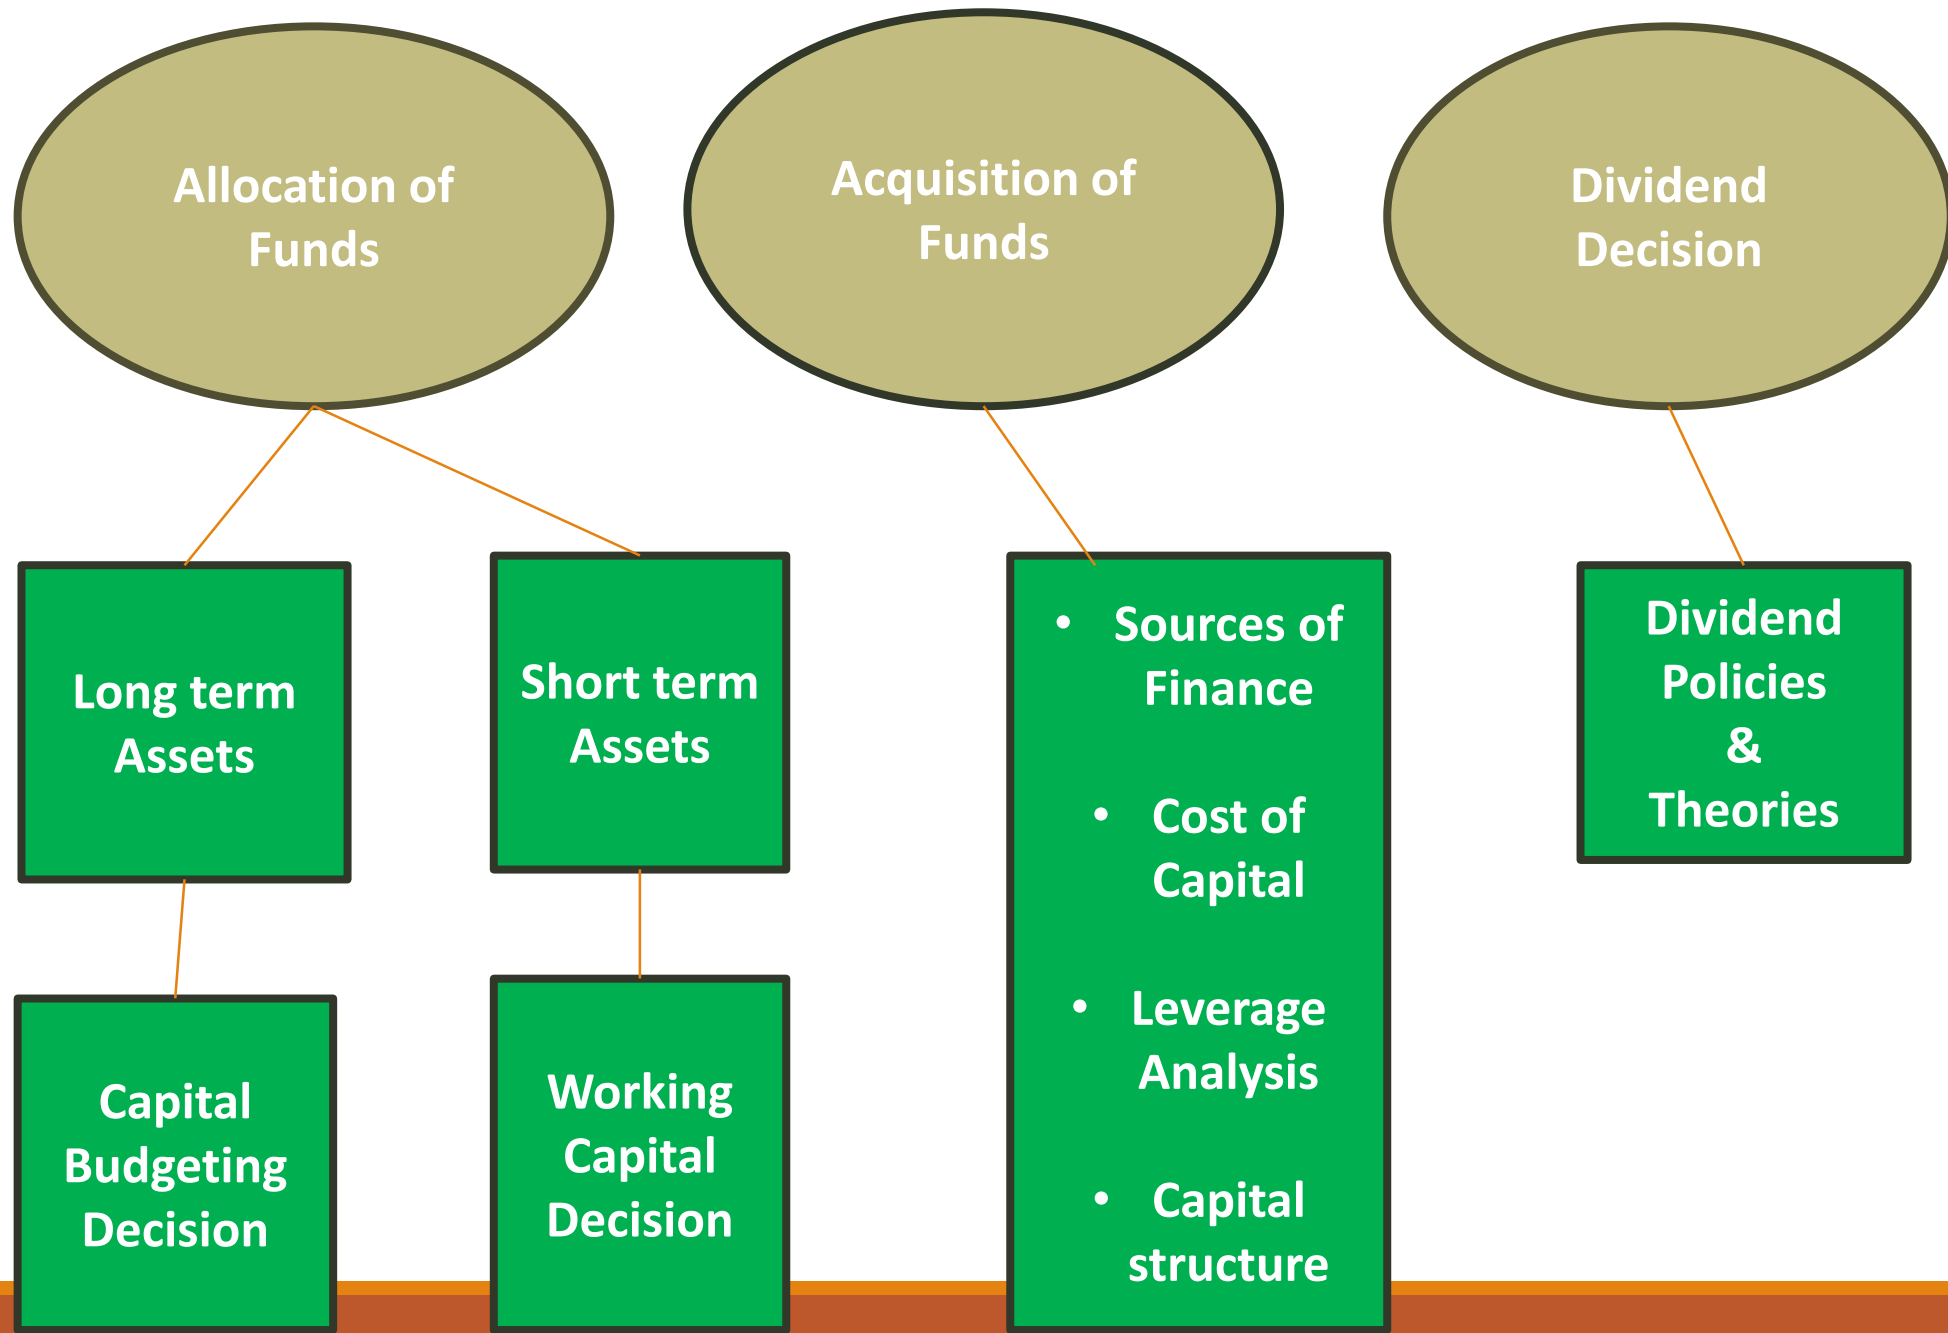 Allocation of
Funds
Acquisition of
Funds
Dividend
Decision
Long term
Assets
Short term
Assets
• Sources of
Finance
• Cost of
Capital
• Leverage
Analysis
• Capital
structure
Dividend
Policies
&
Theories
Capital
Budgeting
Decision
Working
Capital
Decision